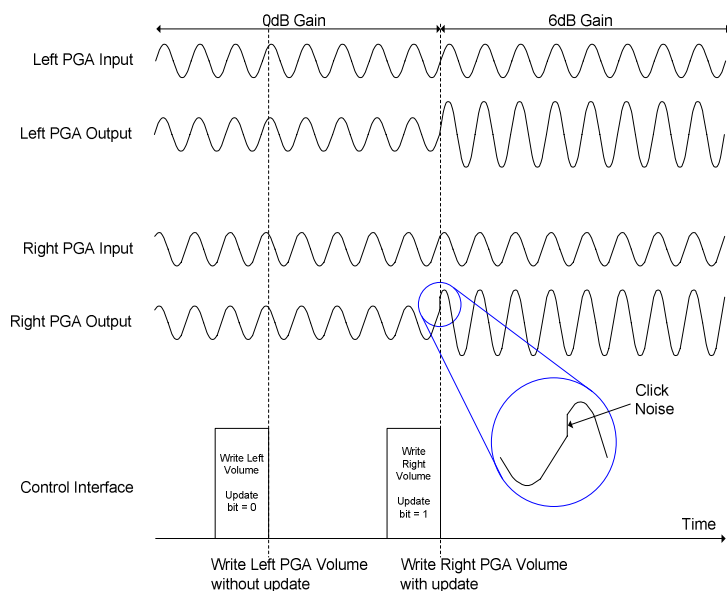 0dB Gain
6dB Gain
Left PGA Input
Left PGA Output
Right PGA Input
Right PGA Output
Click
Noise
Control Interface
Write Left
Volume
Update
bit = 0
Write
Right
Volume
Update
bit = 1
Time
Write Left PGA Volume
without update
Write Right PGA Volume
with update